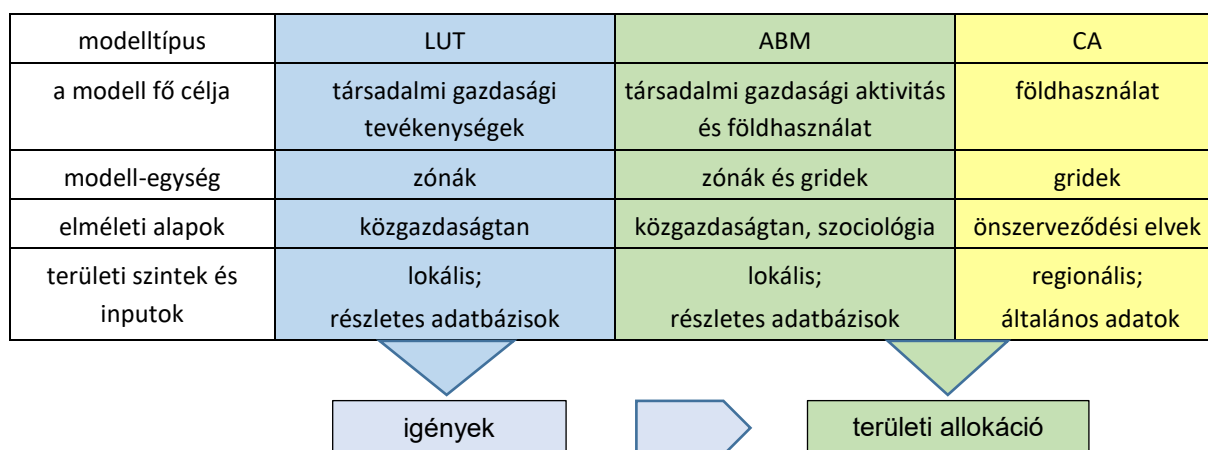 modelltípus LUT ABM CA
a modell fő célja társadalmi gazdasági tevékenységek társadalmi gazdasági aktivitás és földhasználat földhasználat
modell-egység zónák zónák és gridek gridek
elméleti alapok közgazdaságtan közgazdaságtan, szociológia önszerveződési elvek
területi szintek és inputok lokális; részletes adatbázisok lokális; részletes adatbázisok regionális; általános adatok
igények területi allokáció